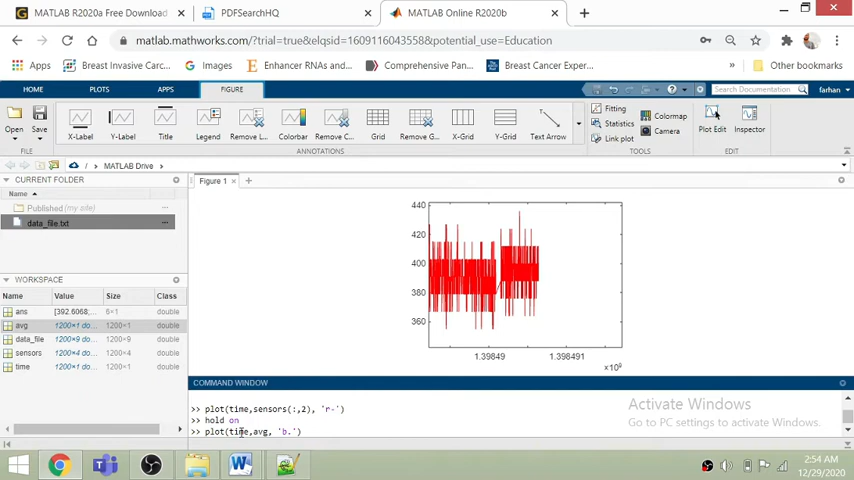 MATLAB R2020a Free Download
PDFSearchHQ
MATLAB Online R2020b
matlab.mathworks.com/?trial=true&elqsid=1609116043558&potential_use=Education
Apps
Breast Invasive Carc...
Images
Enhancer RNAs and...
Comprehensive Pan...
Breast Cancer Exper...
»
Other bookmarks
HOME
PLOTS
APPS
FIGURE
Search Documentation
farhan
Open
Save
X-Label
Y-Label
Title
Legend
Remove L...
Colorbar
Remove C...
Grid
Remove G...
X-Grid
Y-Grid
Text Arrow
Fitting
Statistics
Link plot
Colormap
Camera
Plot Edit
Inspector
FILE
ANNOTATIONS
TOOLS
EDIT
/ › MATLAB Drive ›
CURRENT FOLDER
Name
Published (my site)
data_file.txt
WORKSPACE
Name Value Size Class
ans [392.6068;... 6×1 double
avg 1200×1 do... 1200×1 double
data_file 1200×9 do... 1200×9 double
sensors 1200×4 do... 1200×4 double
time 1200×1 do... 1200×1 double
Figure 1
440
420
400
380
360
1.39849 1.398491
×10⁹
COMMAND WINDOW
>> plot(time,sensors(:,2), 'r-')
>> hold on
>> plot(time,avg, 'b.')
Activate Windows
Go to PC settings to activate Windows.
2:54 AM
12/29/2020